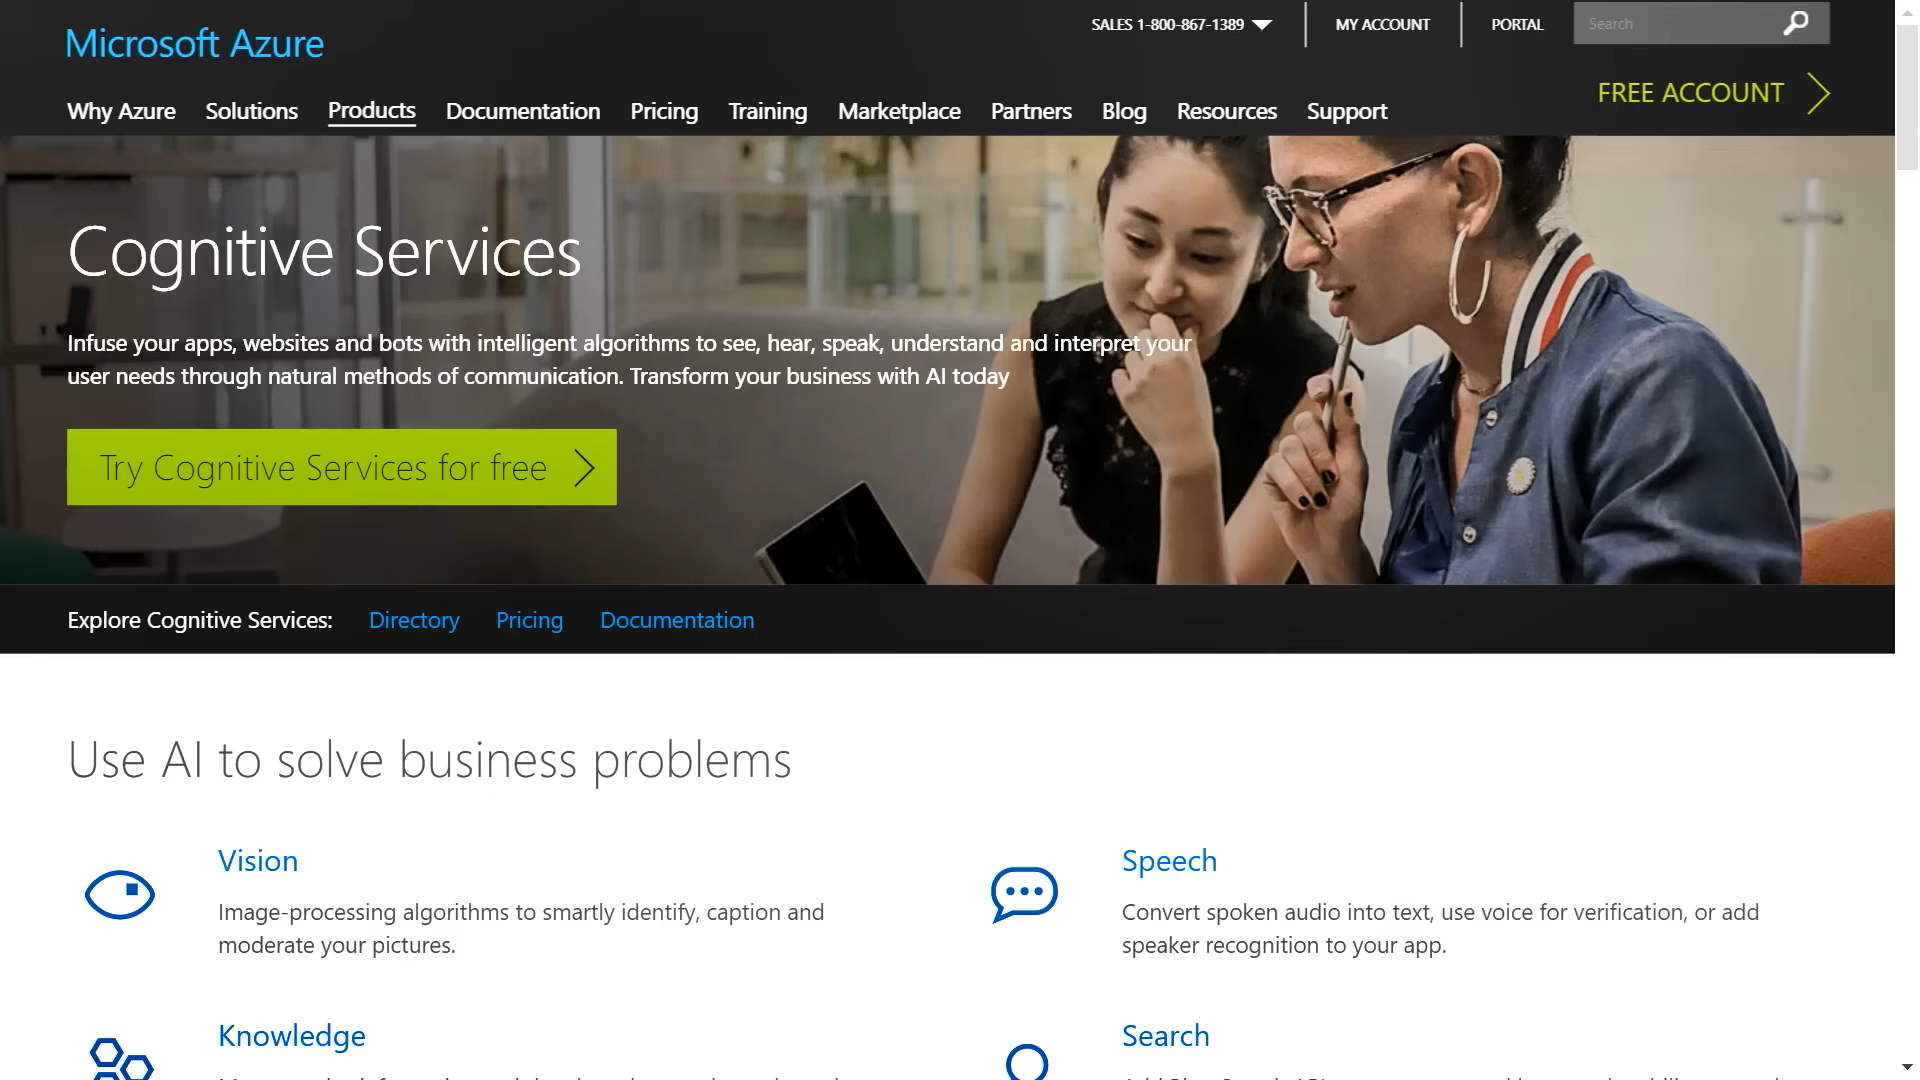 SALES 1-800-867-1389
MY ACCOUNT
PORTAL
Search
Microsoft Azure
FREE ACCOUNT
Why Azure Solutions Products Documentation Pricing Training Marketplace Partners Blog Resources Support
Cognitive Services
Infuse your apps, websites and bots with intelligent algorithms to see, hear, speak, understand and interpret your
user needs through natural methods of communication. Transform your business with AI today
Try Cognitive Services for free
Explore Cognitive Services: Directory Pricing Documentation
Use AI to solve business problems
Vision
Image-processing algorithms to smartly identify, caption and
moderate your pictures.
Speech
Convert spoken audio into text, use voice for verification, or add
speaker recognition to your app.
Knowledge
Search